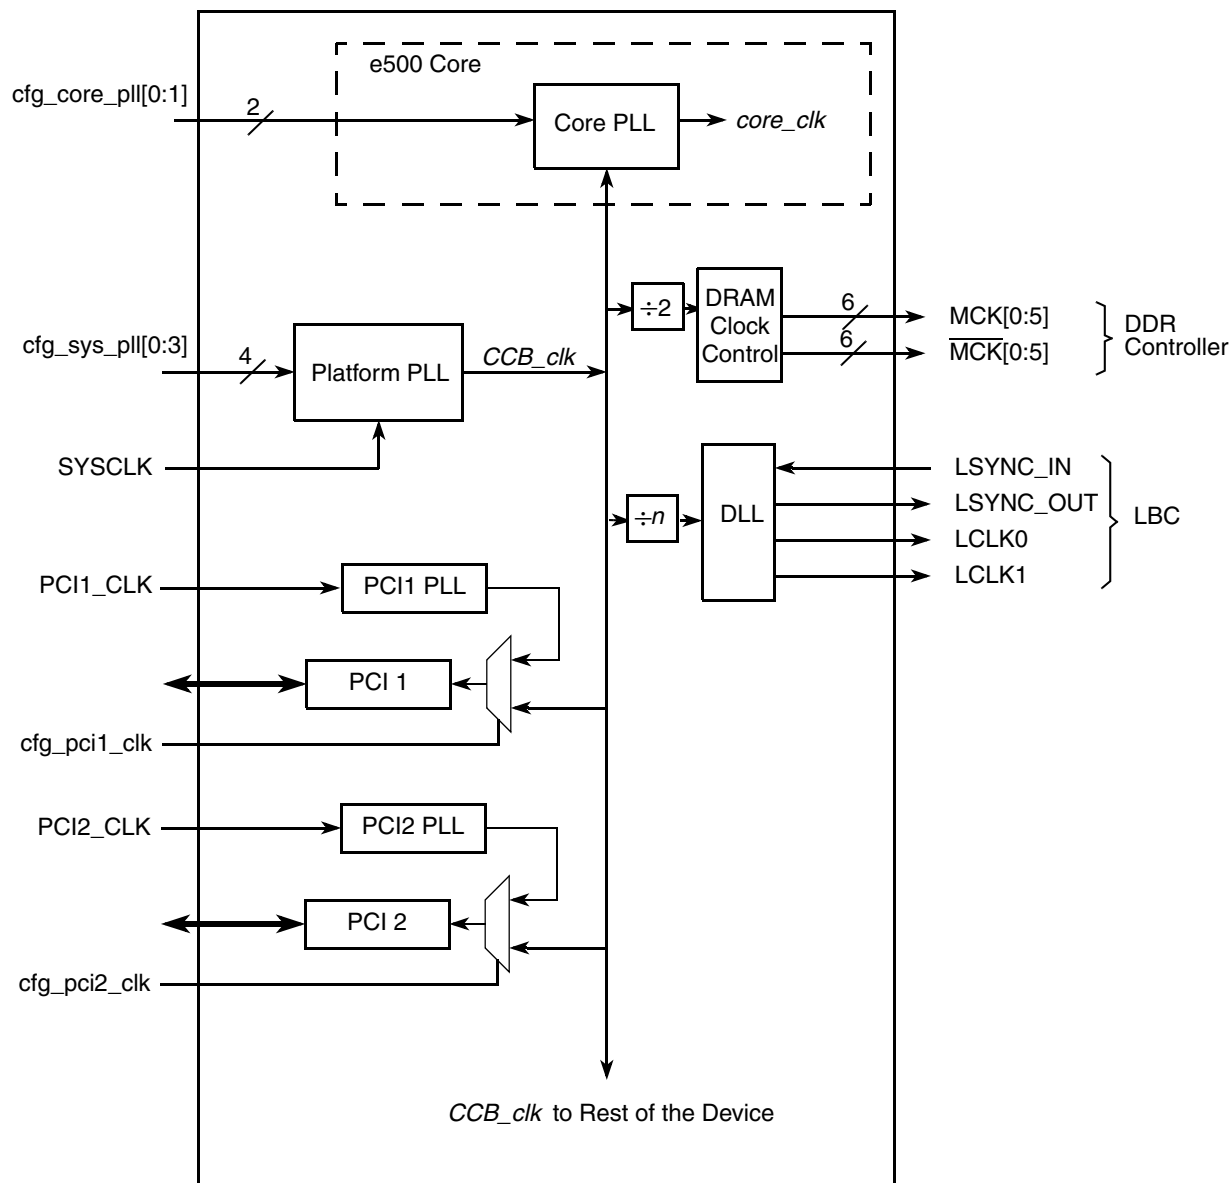 e500 Core
cfg_core_pll[0:1]
2
Core PLL
core_clk
÷2
DRAM
Clock
Control
6
6
MCK[0:5]
MCK[0:5]
DDR
Controller
cfg_sys_pll[0:3]
4
Platform PLL
CCB_clk
SYSCLK
÷n
DLL
LSYNC_IN
LSYNC_OUT
LCLK0
LCLK1
LBC
PCI1_CLK
PCI1 PLL
PCI 1
cfg_pci1_clk
PCI2_CLK
PCI2 PLL
PCI 2
cfg_pci2_clk
CCB_clk to Rest of the Device